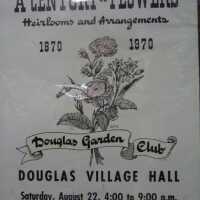 A CENTURY OF FLOWERS
Heirlooms and Arrangements
1870 1970
Douglas Garden Club
DOUGLAS VILLAGE HALL
Saturday, August 22, 4:00 to 9:00 p.m.